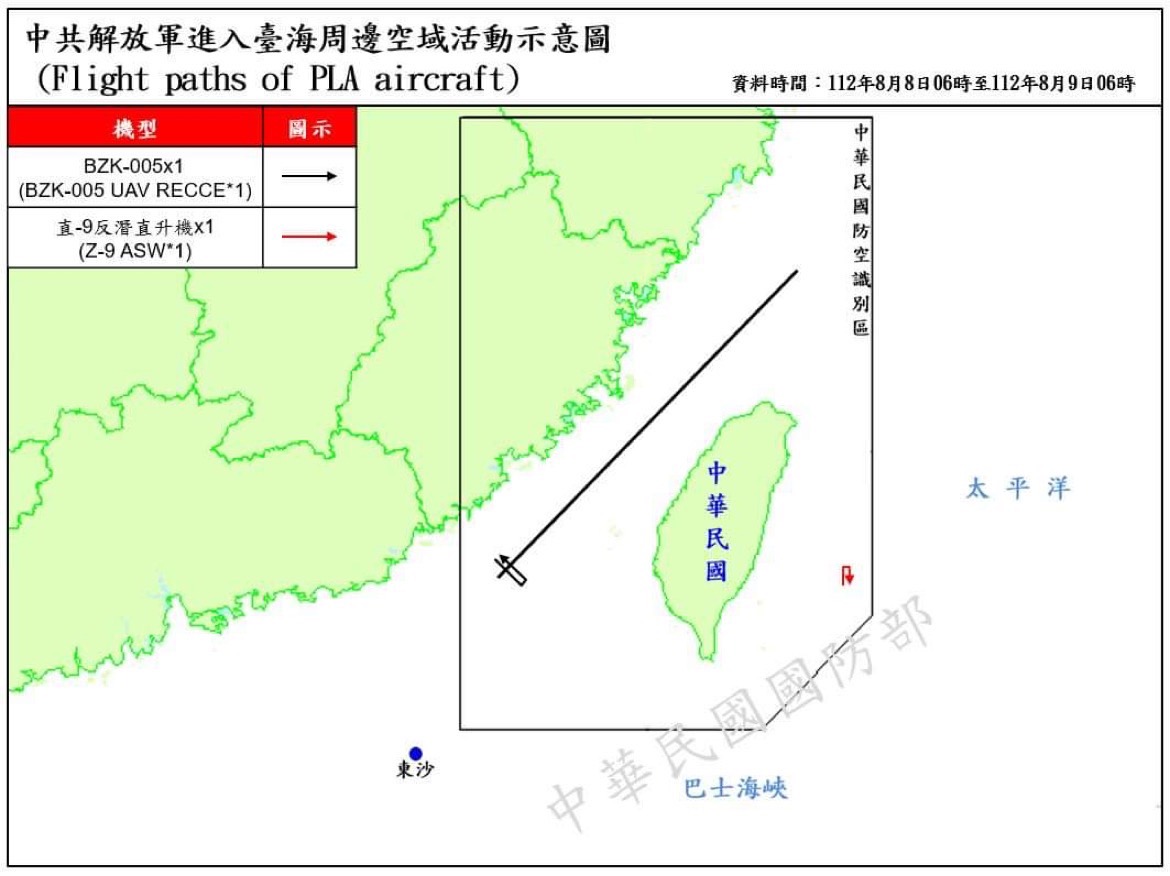 中共解放軍進入臺海周邊空域活動示意圖
(Flight paths of PLA aircraft)
資料時間：112年8月8日06時至112年8月9日06時
機型
圖示
BZK-005x1
(BZK-005 UAV RECCE*1)
直-9反潛直升機x1
(Z-9 ASW*1)
中華民國防空識別區
中華民國
太平洋
東沙
巴士海峽
中華民國國防部